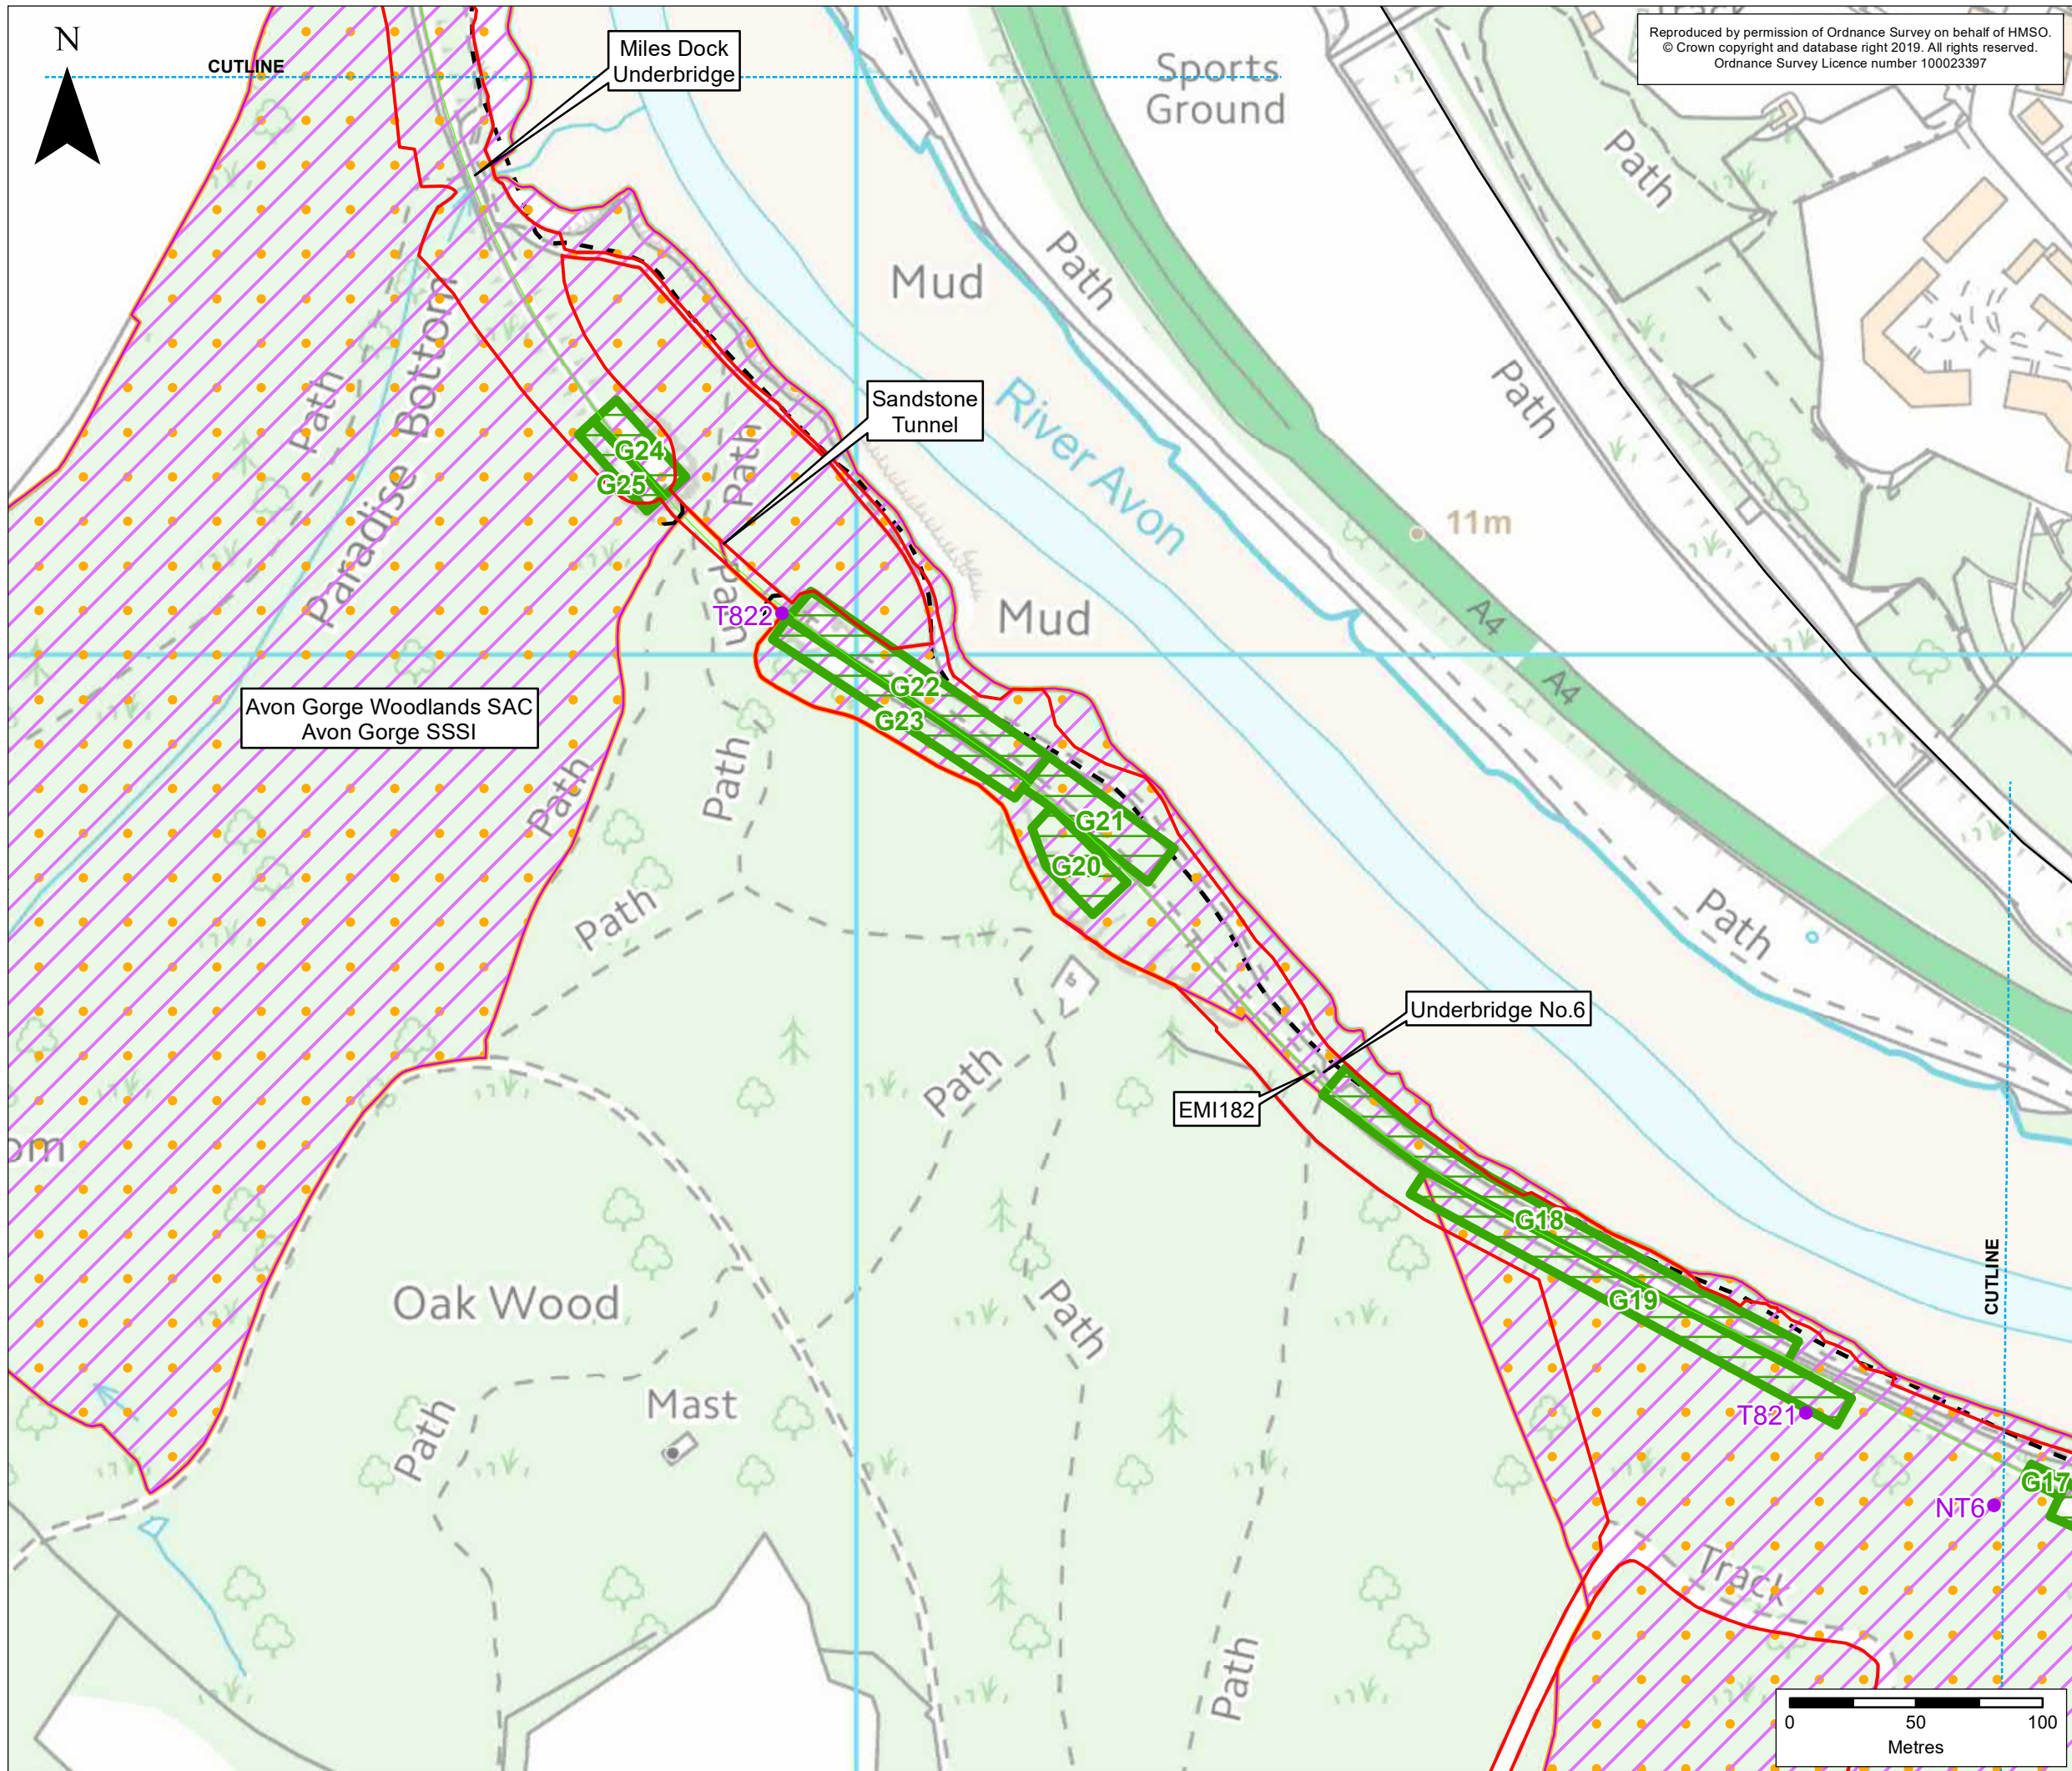 N
CUTLINE
Miles Dock
Underbridge
Sports
Ground
Track
Reproduced by permission of Ordnance Survey on behalf of HMSO.
© Crown copyright and database right 2019. All rights reserved.
Ordnance Survey Licence number 100023397
Path
Path
Mud
Path
Path
Paradise Bottom
Sandstone
Tunnel
River Avon
G24
G25
Path
11m
Path
T822
Mud
A4
A4
Avon Gorge Woodlands SAC
Avon Gorge SSSI
G22
G23
Path
Path
G21
G20
Path
Path
Underbridge No.6
Path
EMI182
om
G18
CUTLINE
Oak Wood
Path
G19
Mast
Path
T821
G17
NT6
Track
Path
0
50
100
Metres